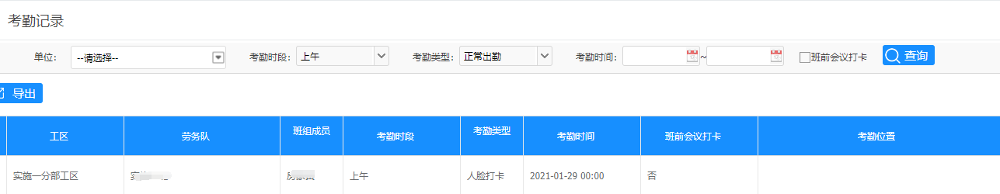 考勤记录
单位： --请选择-- 考勤时段： 上午 考勤类型： 正常出勤 考勤时间： ~ 班前会议打卡 查询
导出
工区 劳务队 班组成员 考勤时段 考勤类型 考勤时间 班前会议打卡 考勤位置
实施一分部工区 上午 人脸打卡 2021-01-29 00:00 否